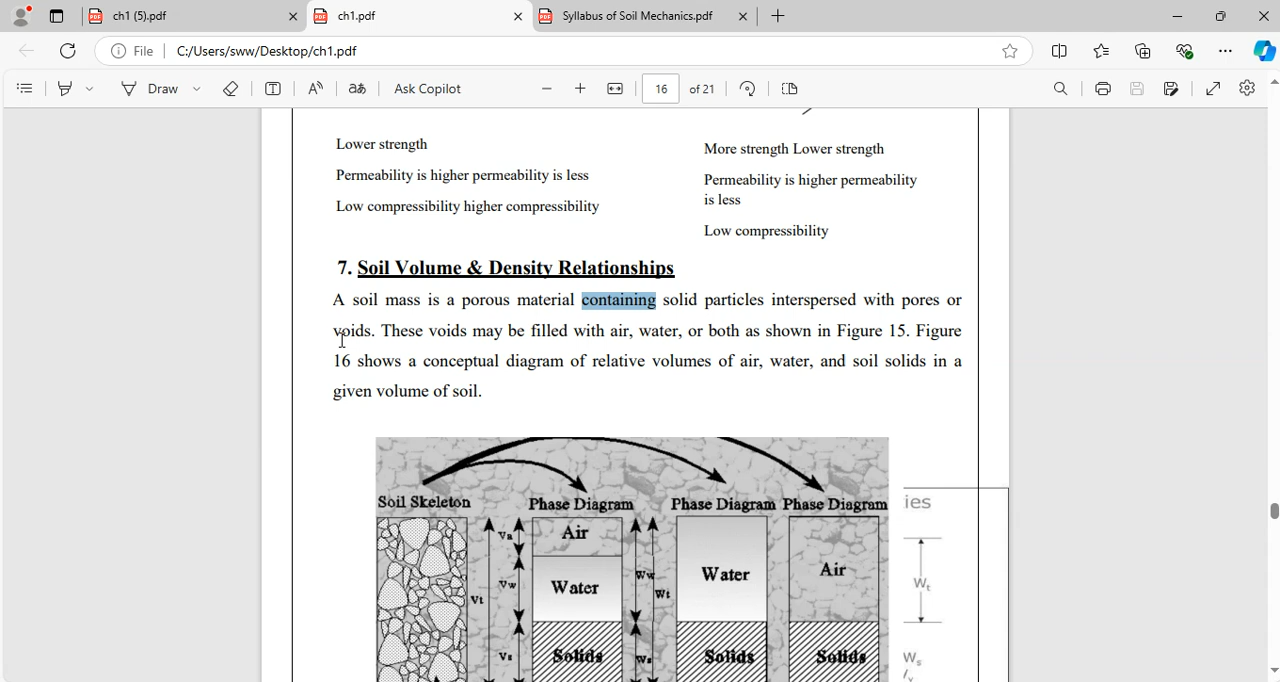 ch1 (5).pdf
ch1.pdf
Syllabus of Soil Mechanics.pdf
File
C:/Users/sww/Desktop/ch1.pdf
Draw
Ask Copilot
16
of 21
Lower strength
Permeability is higher permeability is less
Low compressibility higher compressibility
More strength Lower strength
Permeability is higher permeability
is less
Low compressibility
7. Soil Volume & Density Relationships
A soil mass is a porous material containing solid particles interspersed with pores or
voids. These voids may be filled with air, water, or both as shown in Figure 15. Figure
16 shows a conceptual diagram of relative volumes of air, water, and soil solids in a
given volume of soil.
Soil Skeleton
Phase Diagram
Phase Diagram
Phase Diagram
ies
Va
Air
Vw
Water
Ww
Wt
Water
Air
Wt
Vt
Vs
Solids
Ws
Solids
Solids
Ws